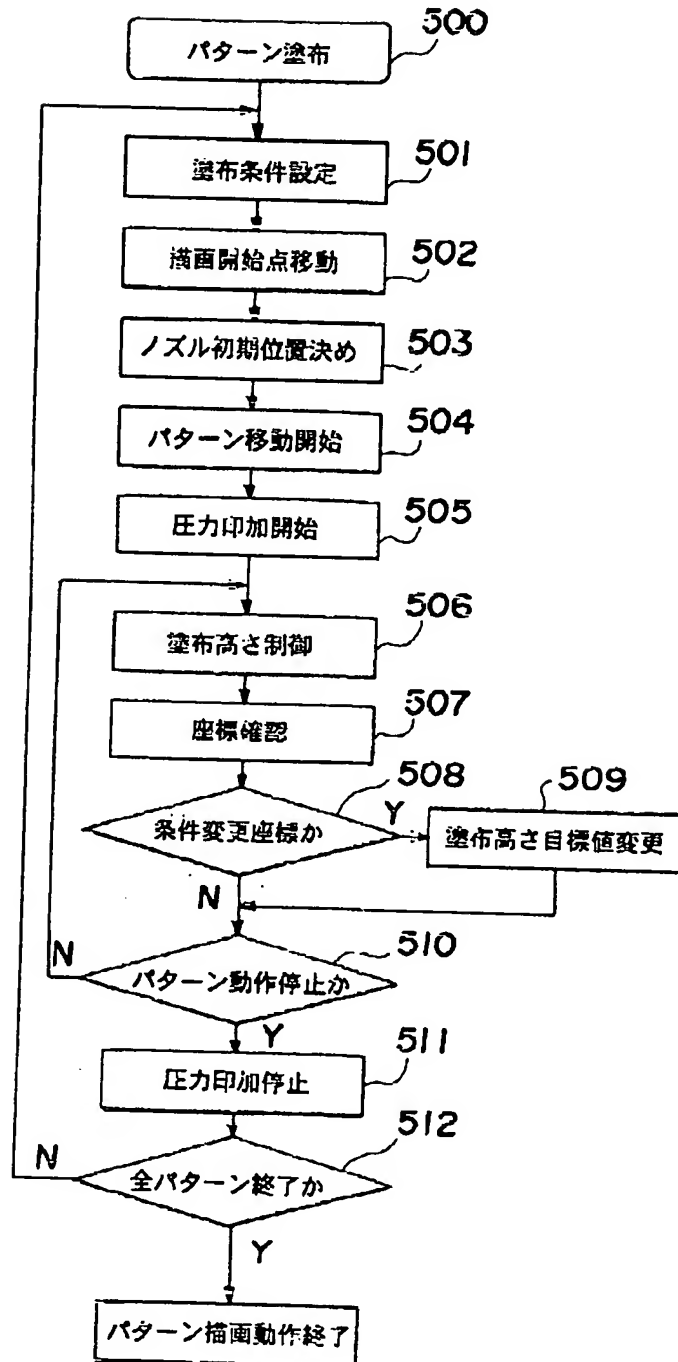 パターン塗布
500
塗布条件設定
501
描画開始点移動
502
ノズル初期位置決め
503
パターン移動開始
504
圧力印加開始
505
塗布高さ制御
506
座標確認
507
条件変更座標か
508
Y
塗布高さ目標値変更
509
N
パターン動作停止か
510
N
Y
圧力印加停止
511
全パターン終了か
512
N
Y
パターン描画動作終了